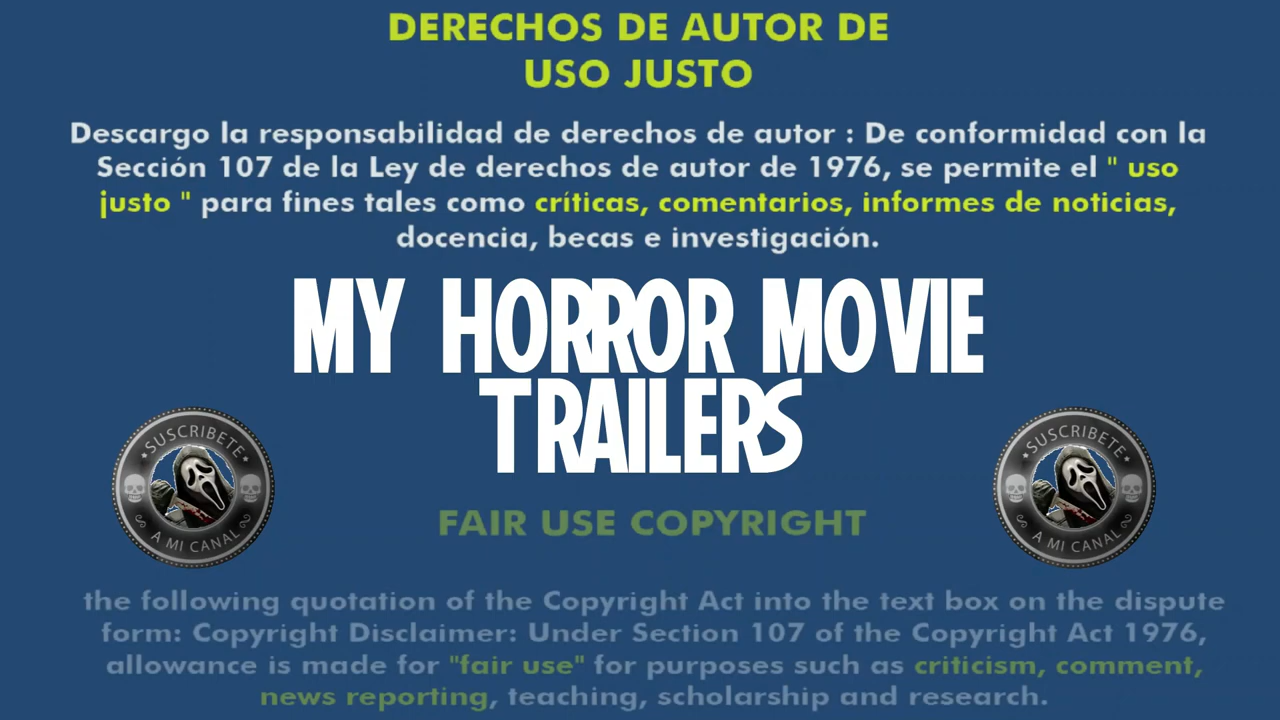 DERECHOS DE AUTOR DE
USO JUSTO
Descargo la responsabilidad de derechos de autor : De conformidad con la
Sección 107 de la Ley de derechos de autor de 1976, se permite el " uso
justo " para fines tales como críticas, comentarios, informes de noticias,
docencia, becas e investigación.
MY HORROR MOVIE
TRAILERS
SUSCRIBETE
A MI CANAL
SUSCRIBETE
A MI CANAL
FAIR USE COPYRIGHT
the following quotation of the Copyright Act into the text box on the dispute
form: Copyright Disclaimer: Under Section 107 of the Copyright Act 1976,
allowance is made for "fair use" for purposes such as criticism, comment,
news reporting, teaching, scholarship and research.